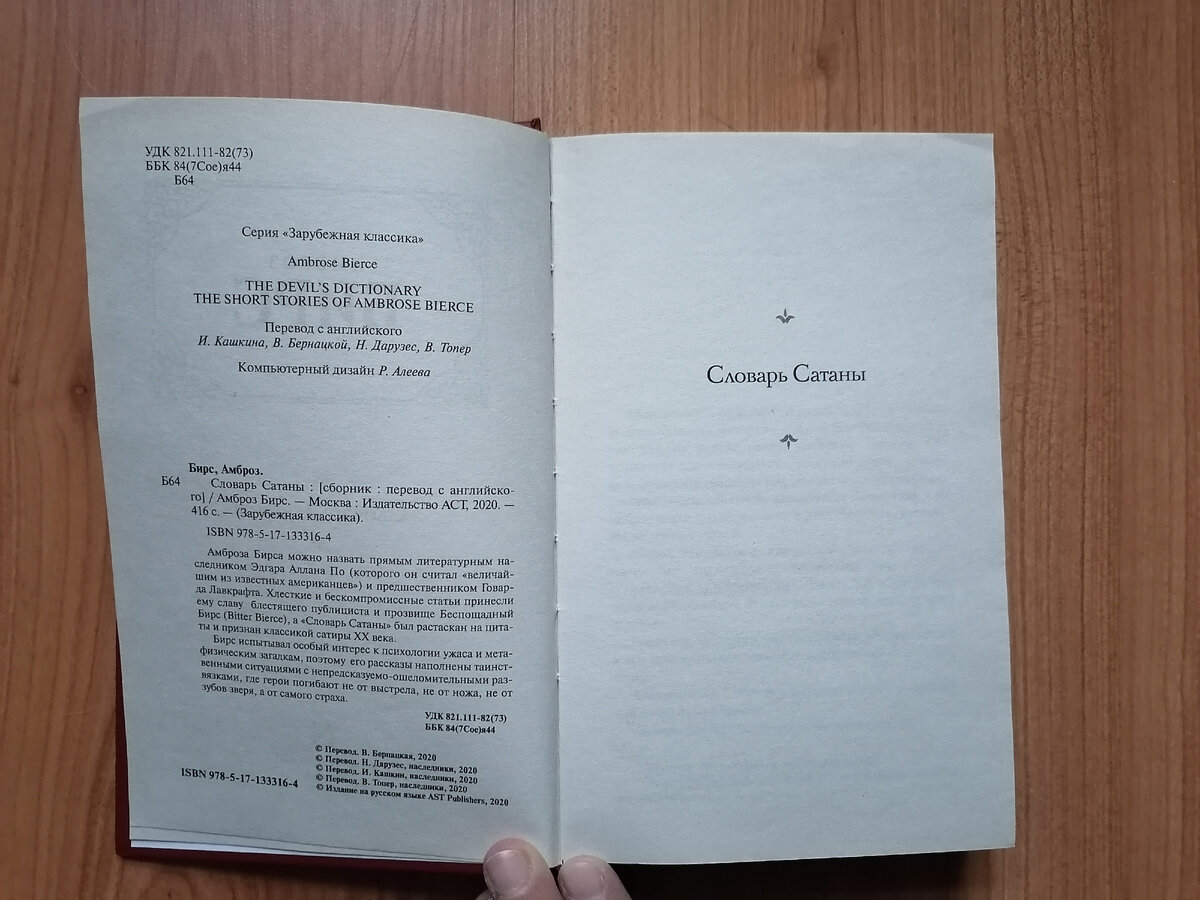 УДК 821.111-82(73)
ББК 84(7Сое)я44
Б64
Серия «Зарубежная классика»
Ambrose Bierce
THE DEVIL'S DICTIONARY
THE SHORT STORIES OF AMBROSE BIERCE
Перевод с английского
И. Кашкина, В. Бернацкой, Н. Дарузес, В. Топер
Компьютерный дизайн Р. Алеева
Бирс, Амброз.
Б64 Словарь Сатаны : [сборник : перевод с английско-
го] / Амброз Бирс. — Москва : Издательство АСТ, 2020. —
416 с. — (Зарубежная классика).
ISBN 978-5-17-133316-4
Амброза Бирса можно назвать прямым литературным на-
следником Эдгара Аллана По (которого он считал «величай-
шим из известных американцев») и предшественником Говар-
да Лавкрафта. Хлесткие и бескомпромиссные статьи принесли
ему славу блестящего публициста и прозвище Беспощадный
Бирс (Bitter Bierce), а «Словарь Сатаны» был растаскан на цита-
ты и признан классикой сатиры XX века.
Бирс испытывал особый интерес к психологии ужаса и мета-
физическим загадкам, поэтому его рассказы наполнены таинст-
венными ситуациями с непредсказуемо-ошеломительными раз-
вязками, где герои погибают не от выстрела, не от ножа, не от
зубов зверя, а от самого страха.
УДК 821.111-82(73)
ББК 84(7Сое)я44
© Перевод. В. Бернацкая, 2020
© Перевод. Н. Дарузес, наследники, 2020
© Перевод. И. Кашкин, наследники, 2020
© Перевод. В. Топер, наследники, 2020
ISBN 978-5-17-133316-4 © Издание на русском языке AST Publishers, 2020
Словарь Сатаны